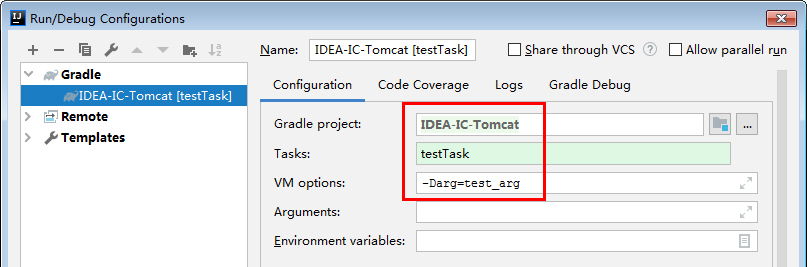 Run/Debug Configurations
Name: IDEA-IC-Tomcat [testTask] Share through VCS ? Allow parallel run
Gradle
IDEA-IC-Tomcat [testTask]
Remote
Templates
Configuration Code Coverage Logs Gradle Debug
Gradle project: IDEA-IC-Tomcat ...
Tasks: testTask
VM options: -Darg=test_arg
Arguments:
Environment variables: